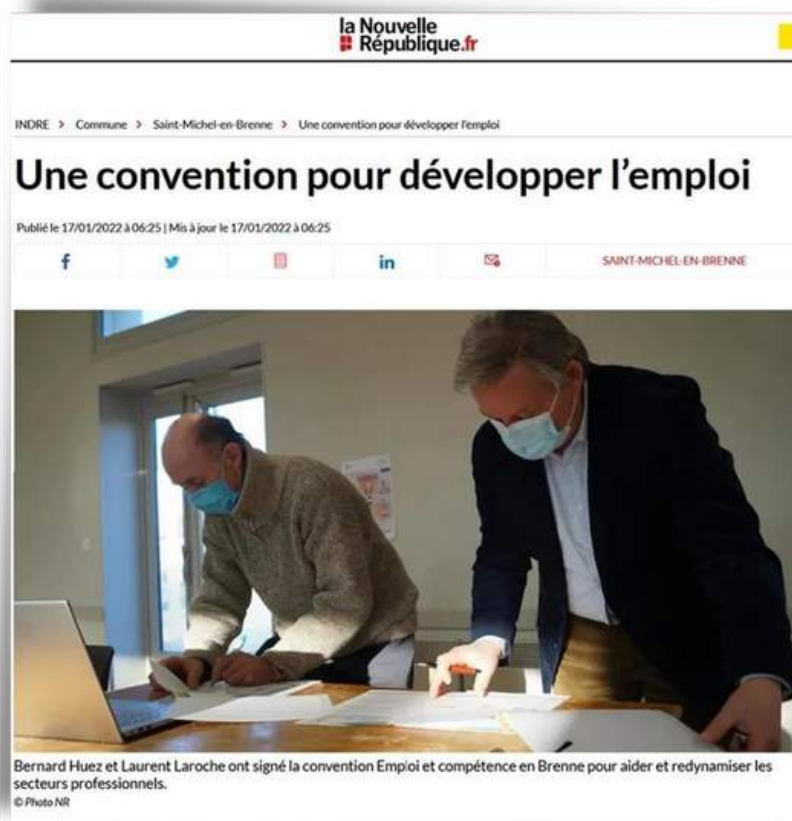 la Nouvelle
République.fr
INDRE > Commune > Saint-Michel-en-Brenne > Une convention pour développer l'emploi
Une convention pour développer l'emploi
Publié le 17/01/2022 à 06:25 | Mis à jour le 17/01/2022 à 06:25
f in SAINT-MICHEL-EN-BRENNE
Bernard Huez et Laurent Laroche ont signé la convention Emploi et compétence en Brenne pour aider et redynamiser les
secteurs professionnels.
© Photo NR